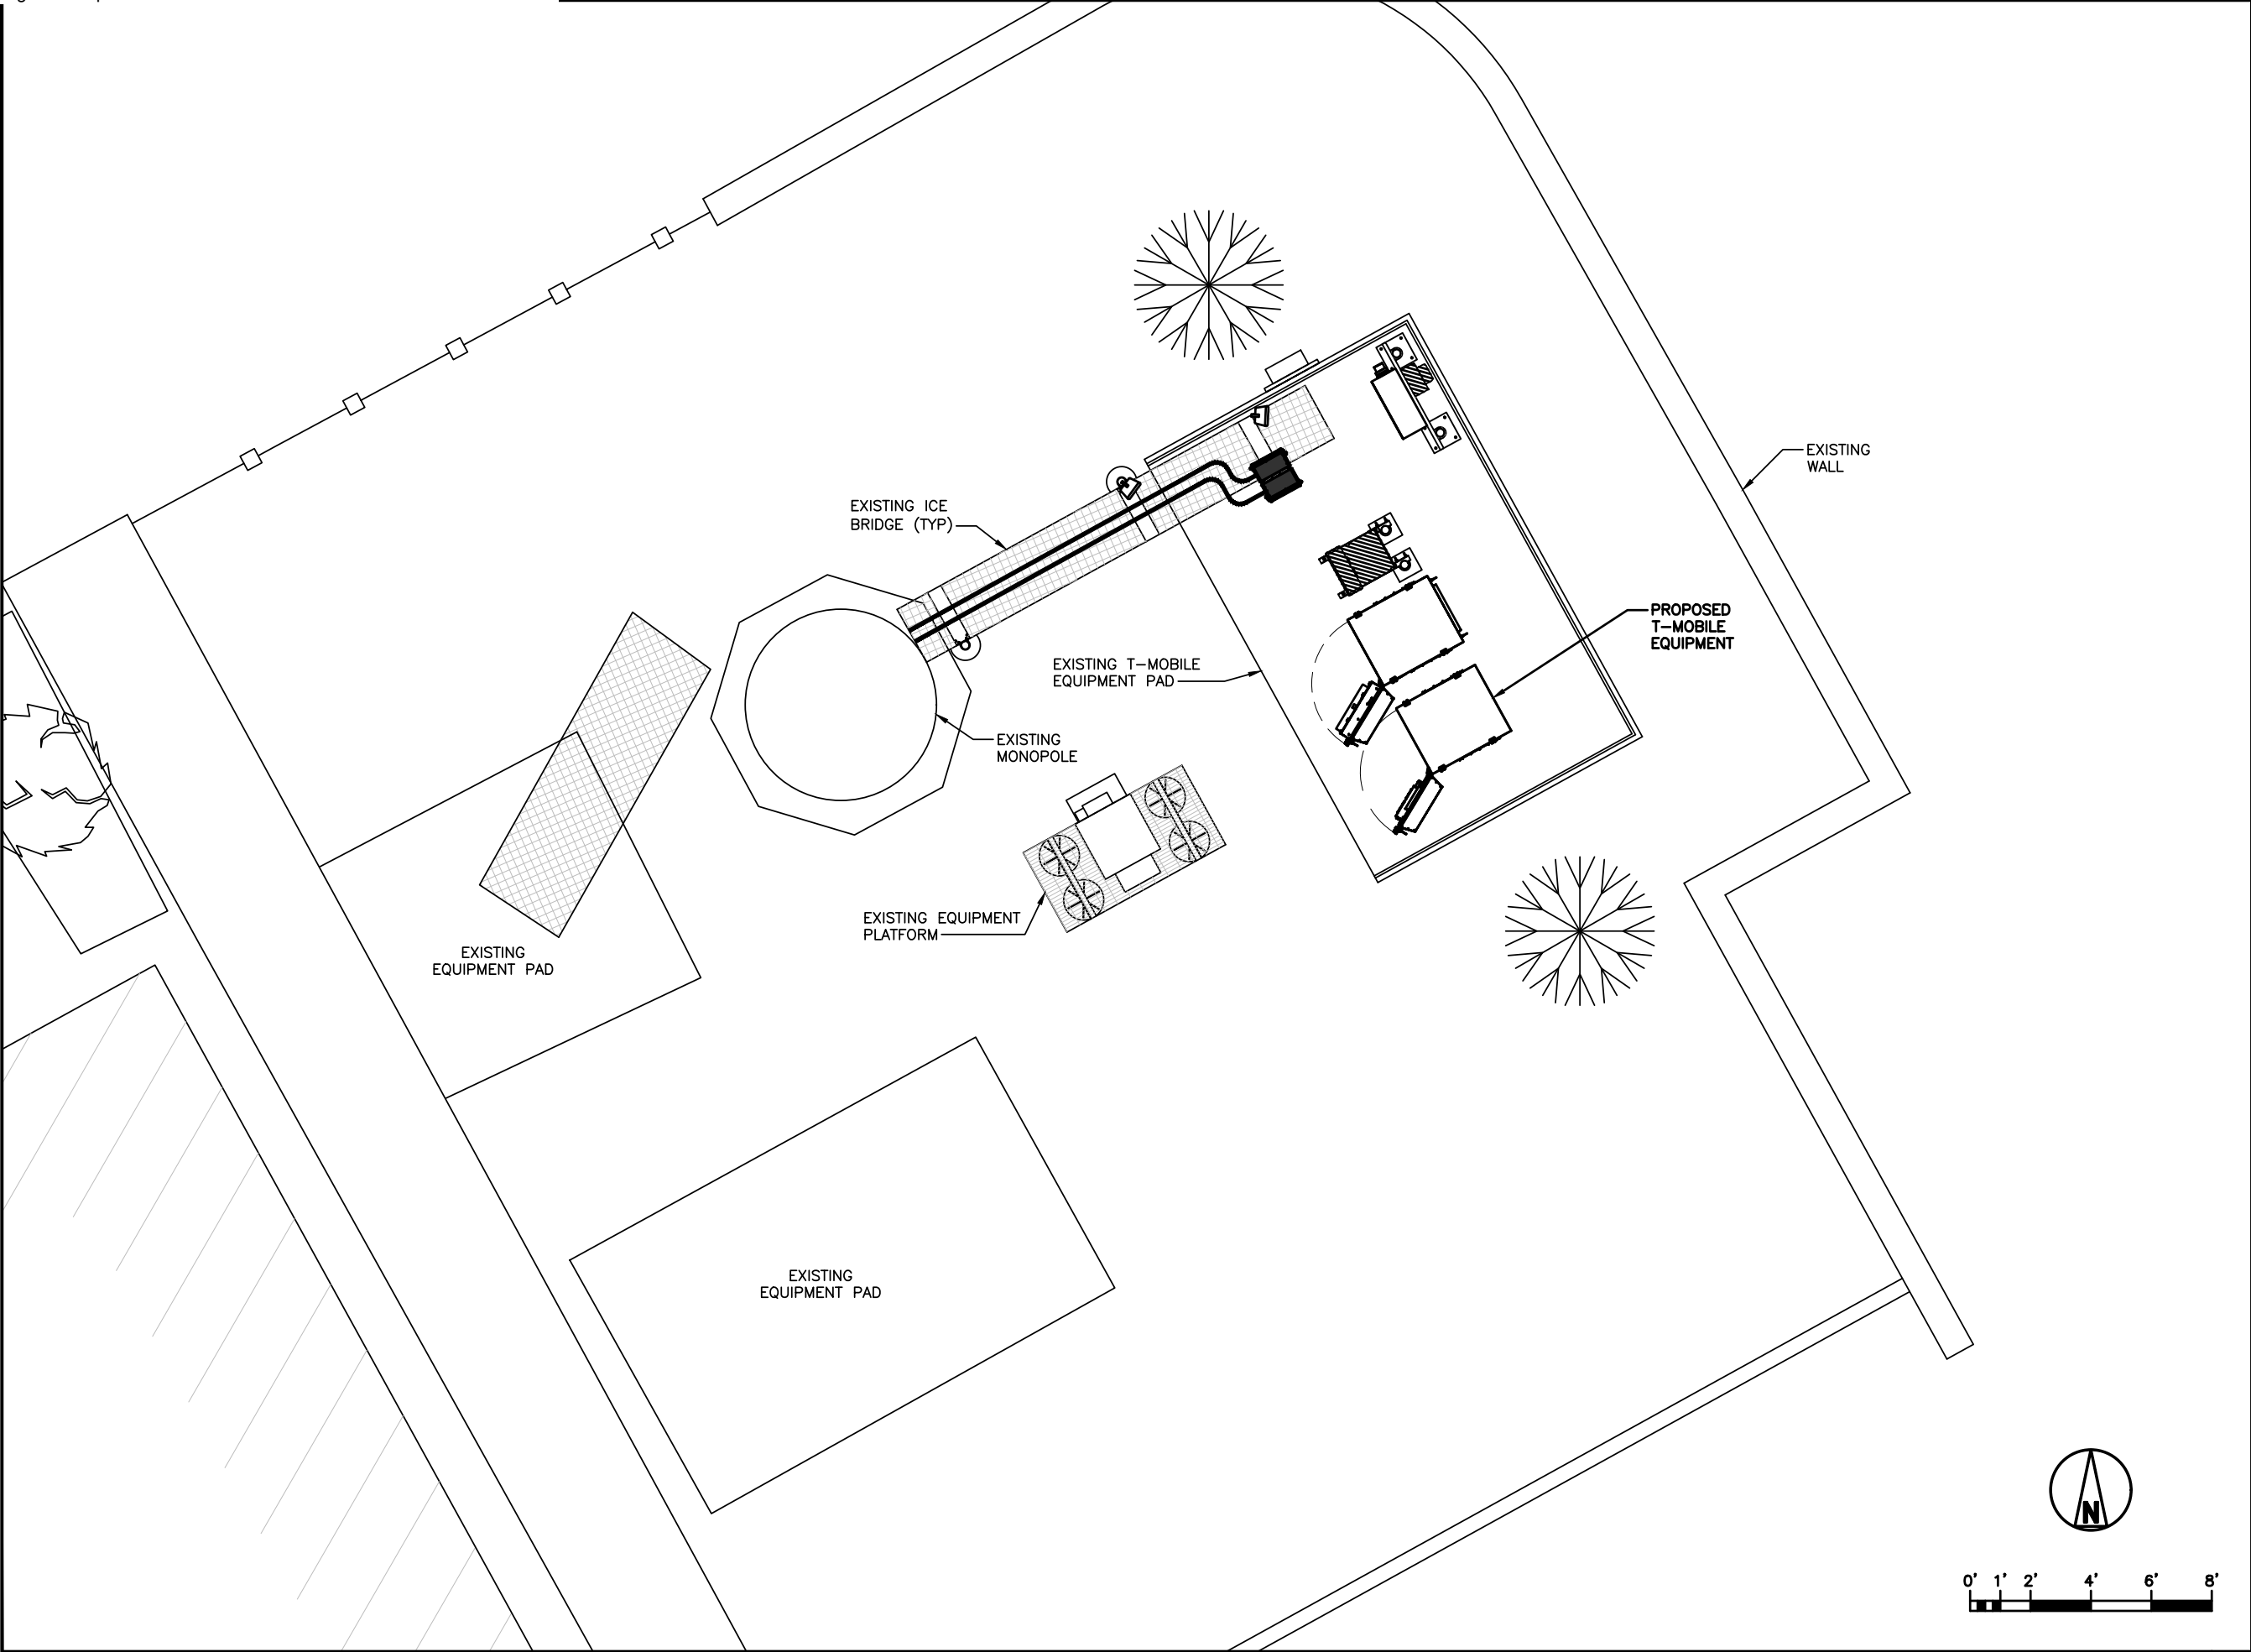 EXISTING
WALL
EXISTING ICE
BRIDGE (TYP)
PROPOSED
T-MOBILE
EQUIPMENT
EXISTING T-MOBILE
EQUIPMENT PAD
EXISTING
MONOPOLE
EXISTING EQUIPMENT
PLATFORM
EXISTING
EQUIPMENT PAD
EXISTING
EQUIPMENT PAD
N
0' 1' 2' 4' 6' 8'